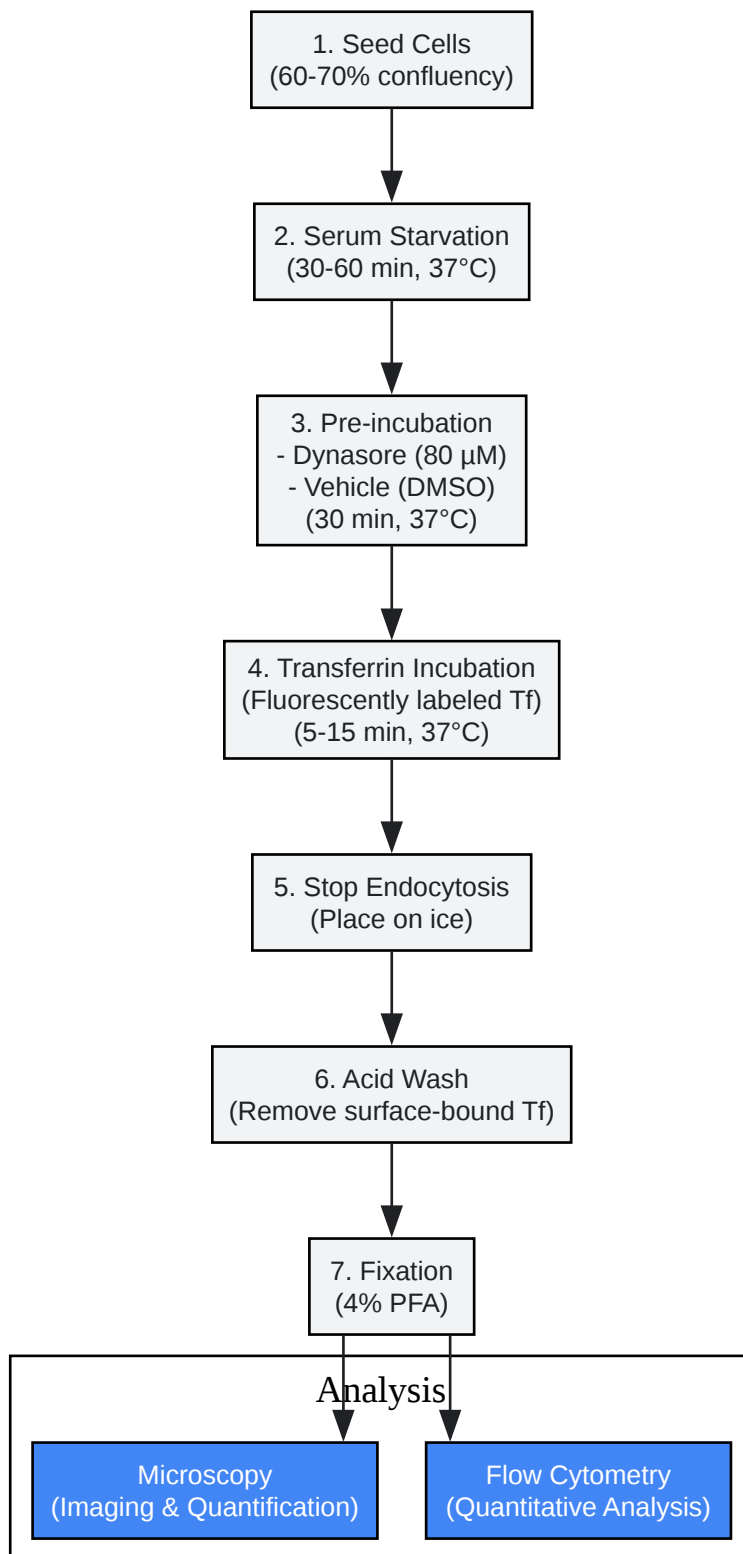 1. Seed Cells
(60-70% confluency)
2. Serum Starvation
(30-60 min, 37°C)
3. Pre-incubation
- Dynasore (80 µM)
- Vehicle (DMSO)
(30 min, 37°C)
4. Transferrin Incubation
(Fluorescently labeled Tf)
(5-15 min, 37°C)
5. Stop Endocytosis
(Place on ice)
6. Acid Wash
(Remove surface-bound Tf)
7. Fixation
(4% PFA)
Analysis
Microscopy
(Imaging & Quantification)
Flow Cytometry
(Quantitative Analysis)